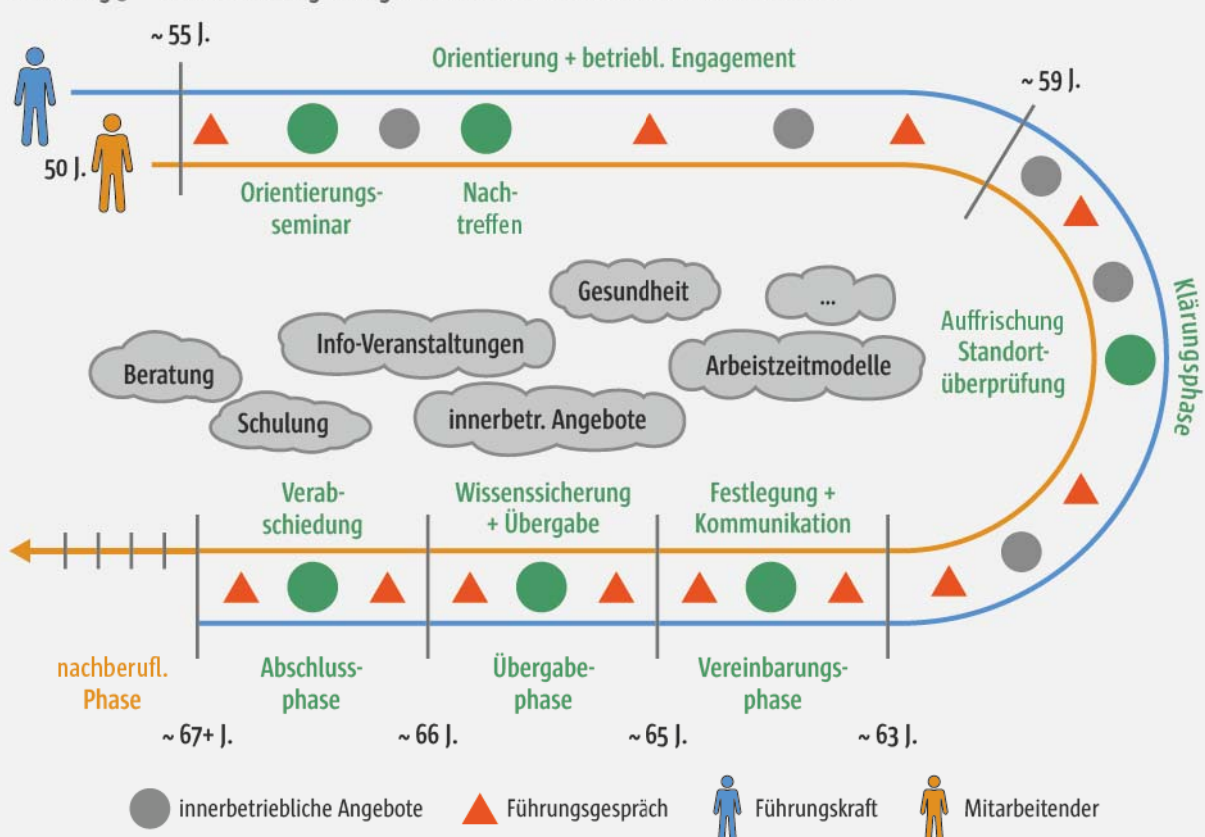 ~ 55 J.
Orientierung + betriebl. Engagement
~ 59 J.
50 J.
Orientierungs-
seminar
Nach-
treffen
Gesundheit
...
Info-Veranstaltungen
Beratung
Arbeistzeitmodelle
Schulung
innerbetr. Angebote
Auffrischung
Standort-
überprüfung
Klärungsphase
Verab-
schiedung
Wissenssicherung
+ Übergabe
Festlegung +
Kommunikation
nachberufl.
Phase
Abschluss-
phase
Übergabe-
phase
Vereinbarungs-
phase
~ 67+ J.
~ 66 J.
~ 65 J.
~ 63 J.
innerbetriebliche Angebote
Führungsgespräch
Führungskraft
Mitarbeitender